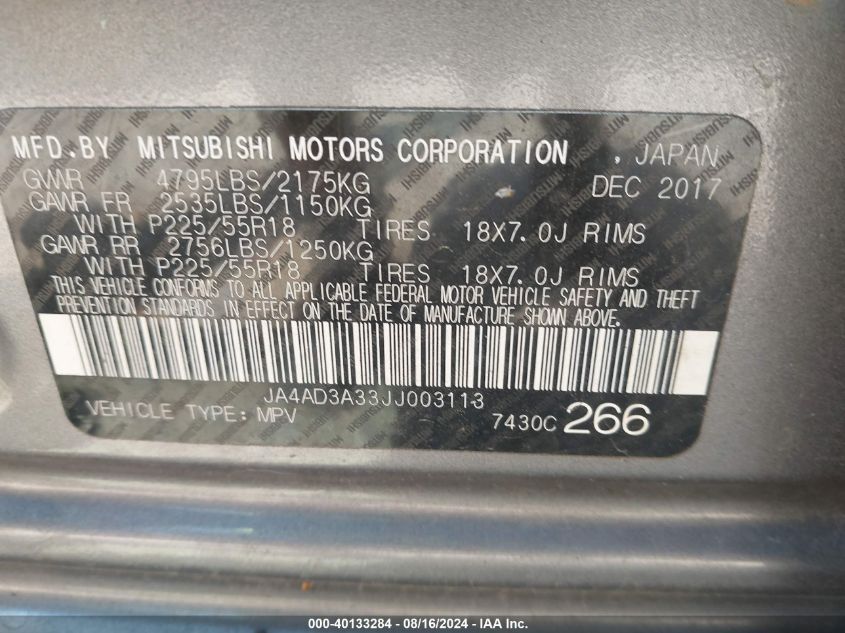 MFD.BY MITSUBISHI MOTORS CORPORATION , JAPAN
GVWR 4795LBS/2175KG DEC 2017
GAWR FR 2535LBS/1150KG
WITH P225/55R18 TIRES 18X7.0J RIMS
GAWR RR 2756LBS/1250KG
WITH P225/55R18 TIRES 18X7.0J RIMS
THIS VEHICLE CONFORMS TO ALL APPLICABLE FEDERAL MOTOR VEHICLE SAFETY AND THEFT
PREVENTION STANDARDS IN EFFECT ON THE DATE OF MANUFACTURE SHOWN ABOVE.
JA4AD3A33JJ003113
VEHICLE TYPE: MPV 7430C 266
000-40133284 - 08/16/2024 - IAA Inc.